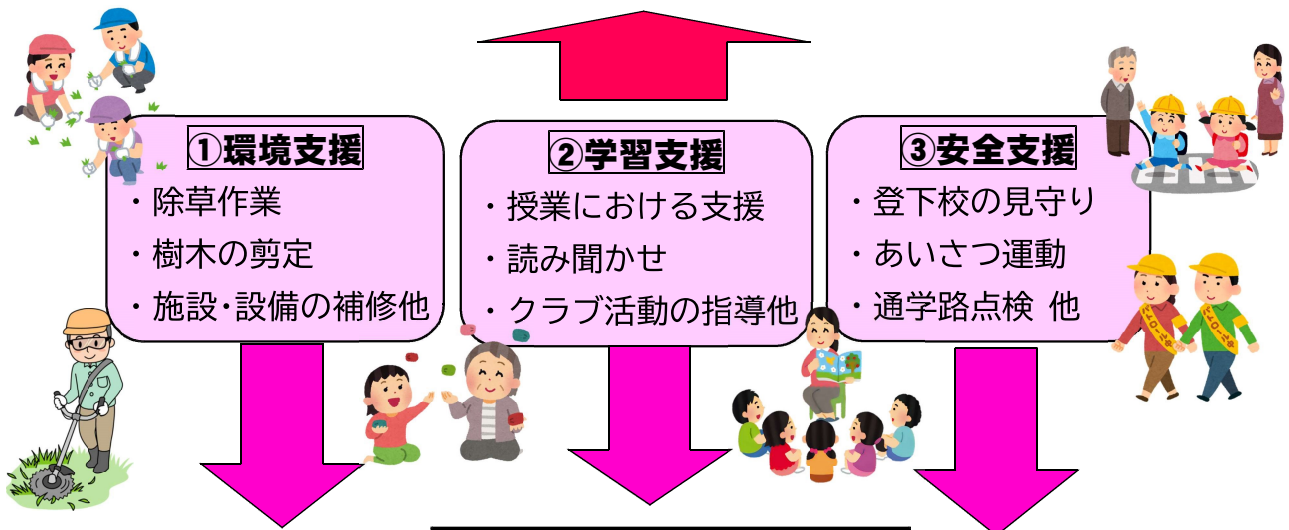 ①環境支援
・除草作業
・樹木の剪定
・施設・設備の補修他
②学習支援
・授業における支援
・読み聞かせ
・クラブ活動の指導他
③安全支援
・登下校の見守り
・あいさつ運動
・通学路点検 他